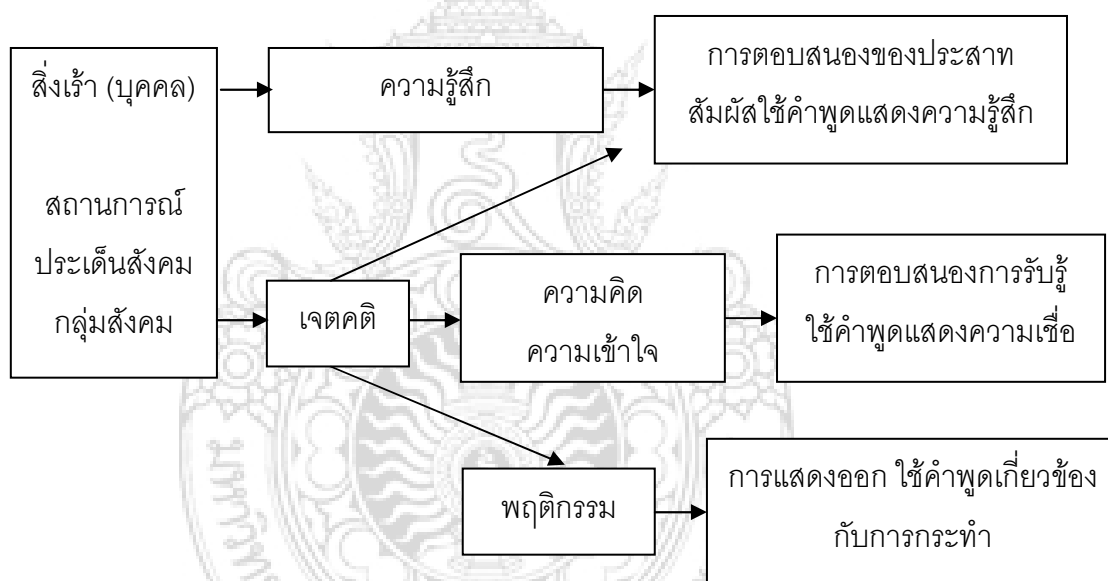 สิ่งเร้า (บุคคล)
สถานการณ์
ประเด็นสังคม
กลุ่มสังคม
ความรู้สึก
การตอบสนองของประสาท
สัมผัสใช้คำพูดแสดงความรู้สึก
เจตคติ
ความคิด
ความเข้าใจ
การตอบสนองการรับรู้
ใช้คำพูดแสดงความเชื่อ
พฤติกรรม
การแสดงออก ใช้คำพูดเกี่ยวข้อง
กับการกระทำ